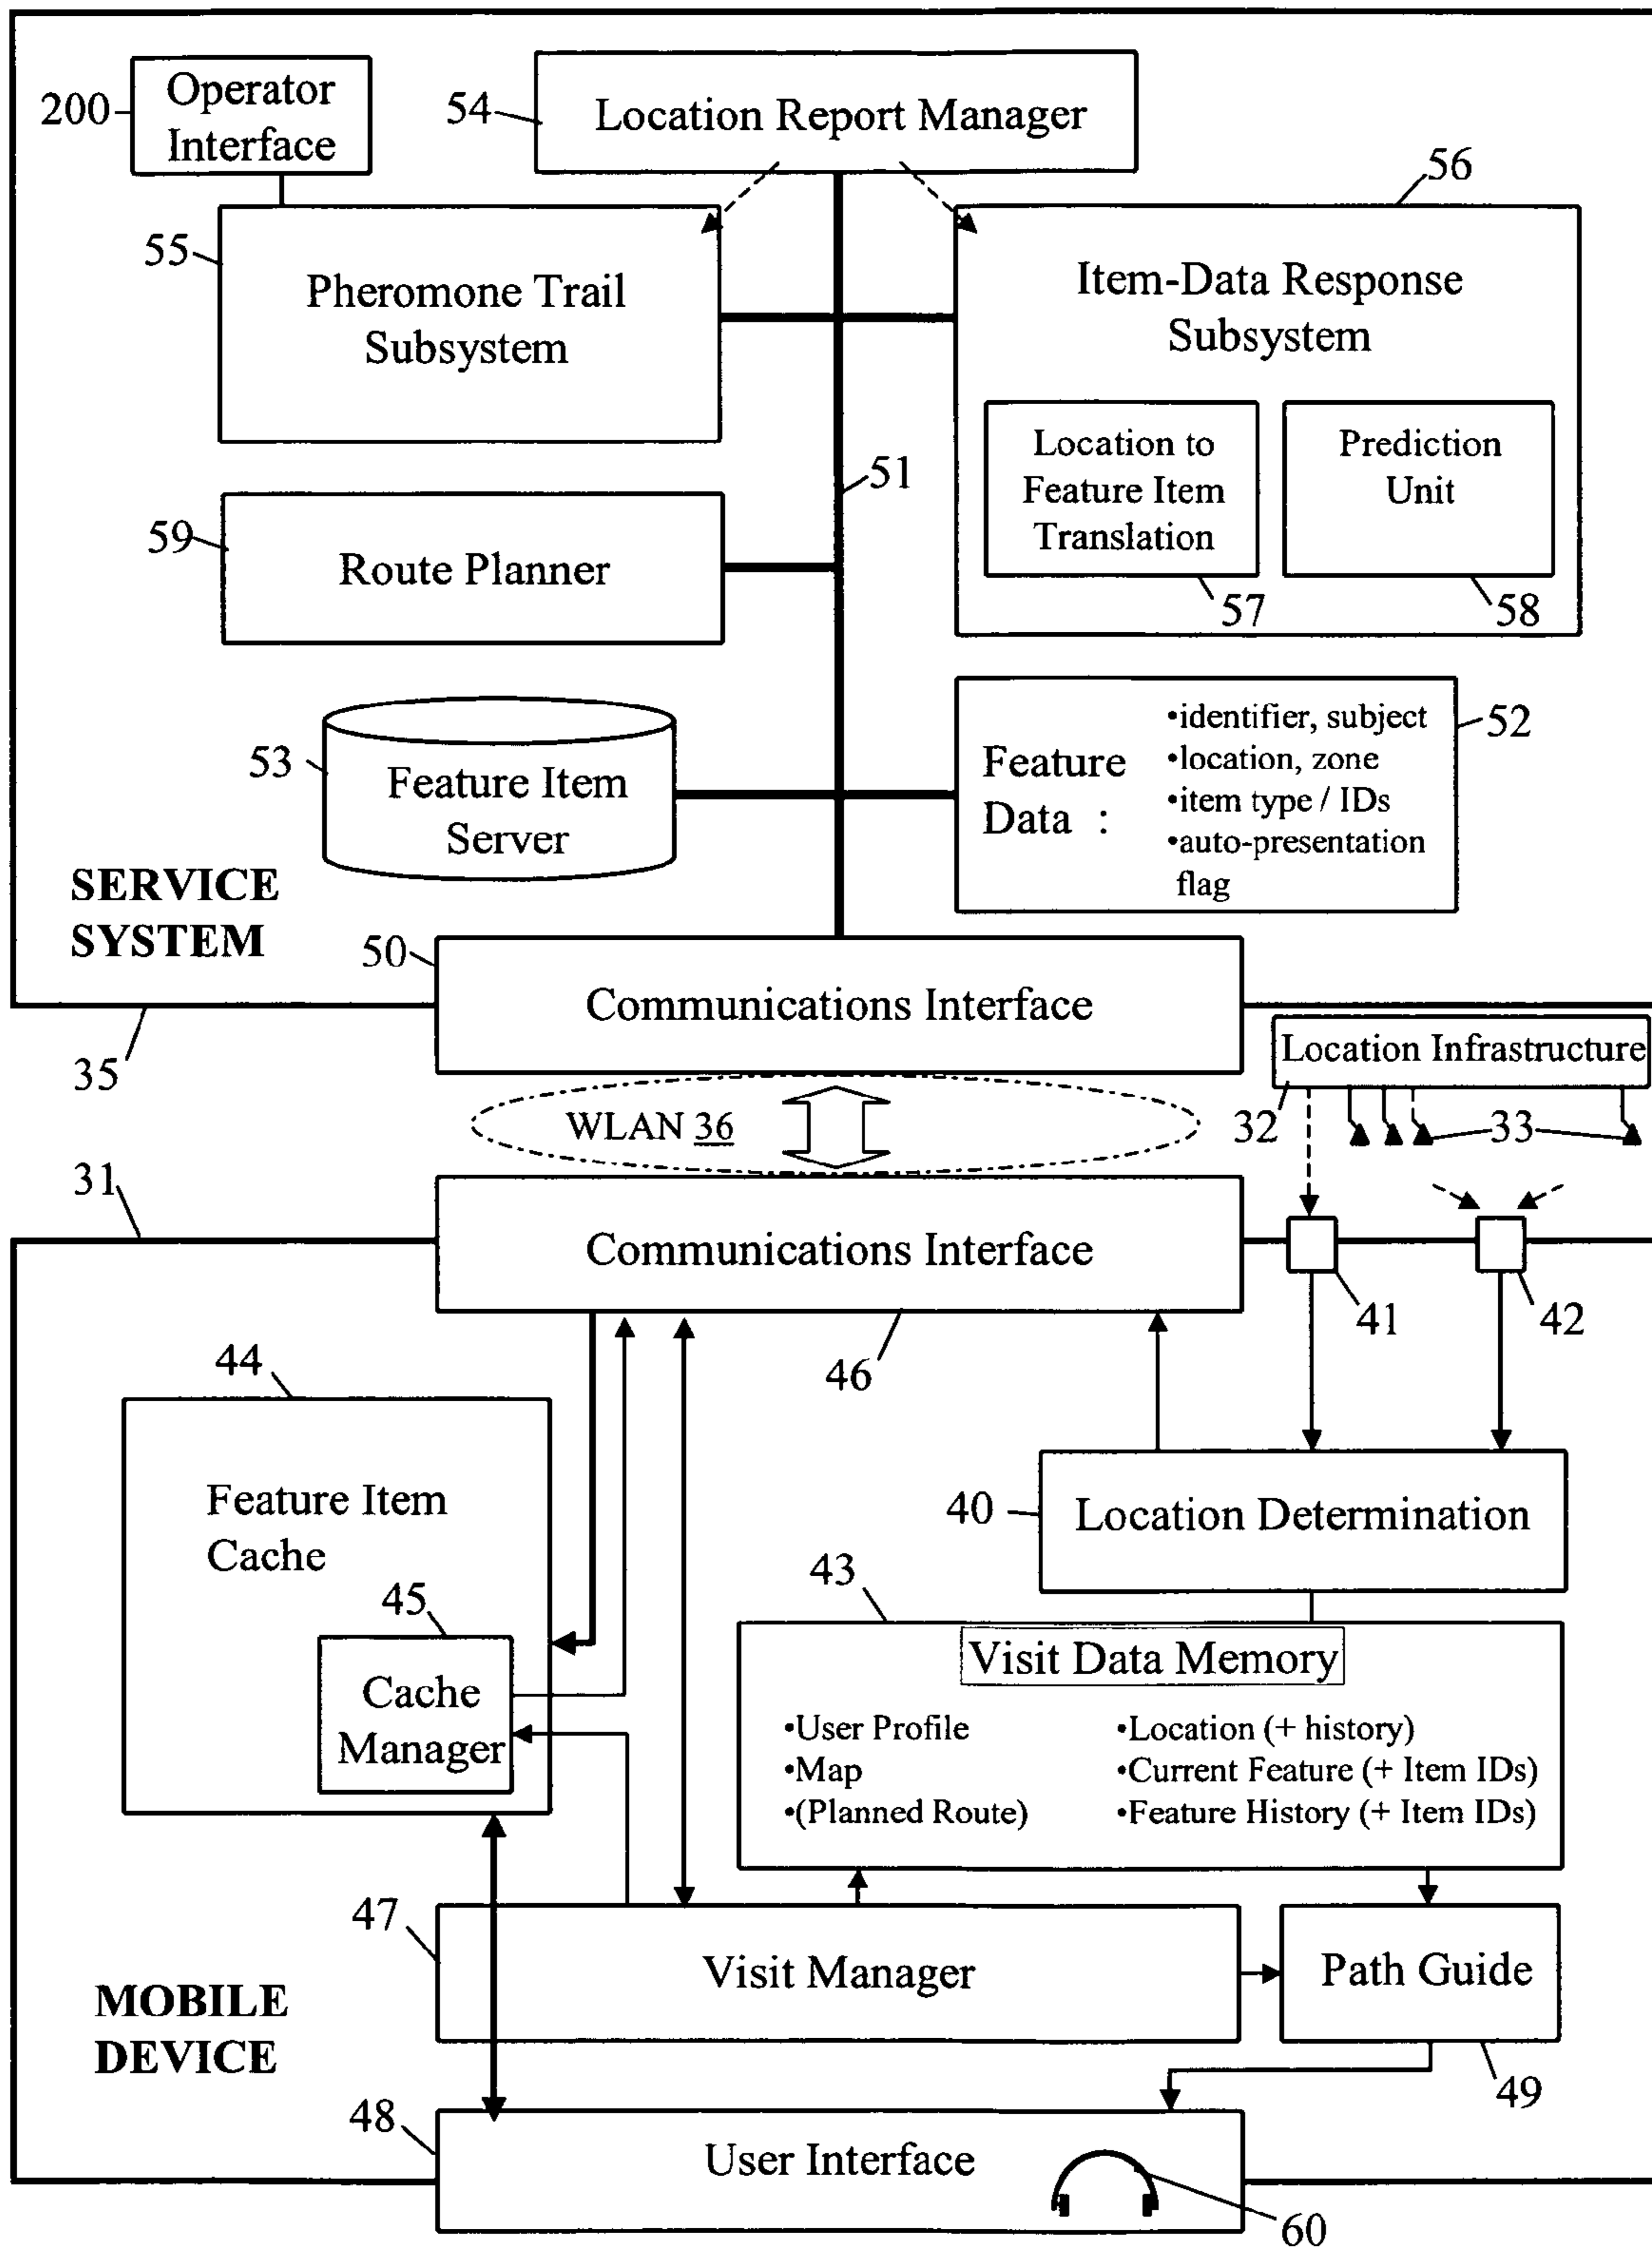 200
Operator
Interface
54
Location Report Manager
56
55
Pheromone Trail
Subsystem
Item-Data Response
Subsystem
Location to
Feature Item
Translation
57
Prediction
Unit
58
51
59
Route Planner
53
Feature Item
Server
Feature
Data :
•identifier, subject
•location, zone
•item type / IDs
•auto-presentation
flag
52
SERVICE
SYSTEM
50
Communications Interface
35
Location Infrastructure
32
33
WLAN 36
31
Communications Interface
41
42
46
44
Feature Item
Cache
45
Cache
Manager
40
Location Determination
43
Visit Data Memory
•User Profile
•Map
•(Planned Route)
•Location (+ history)
•Current Feature (+ Item IDs)
•Feature History (+ Item IDs)
47
Visit Manager
Path Guide
49
MOBILE
DEVICE
48
User Interface
60